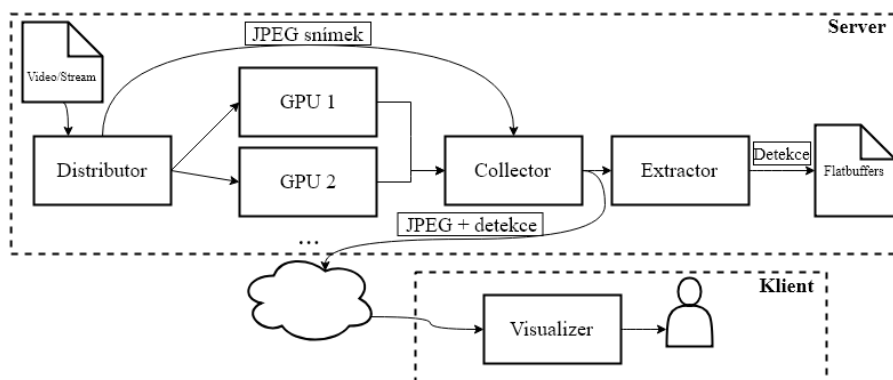 Server
JPEG snímek
Video/Stream
GPU 1
Distributor
GPU 2
Collector
Extractor
Detekce
Flatbuffers
JPEG + detekce
...
Klient
Visualizer